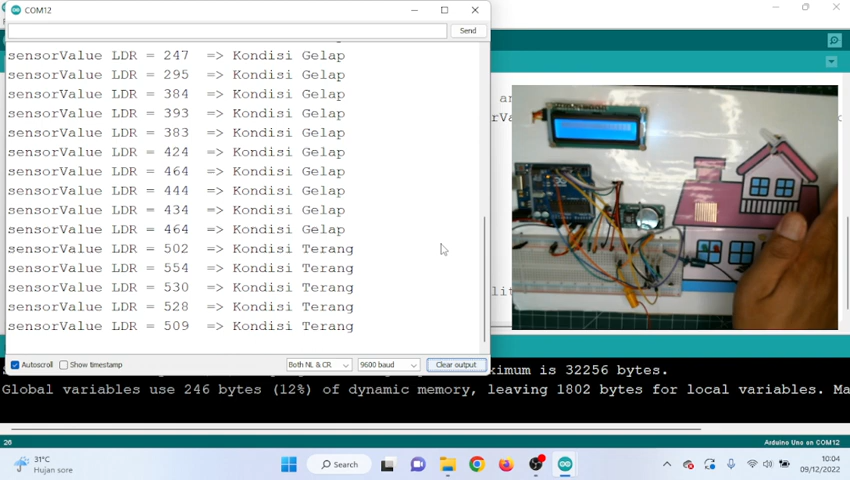 COM12
Send
sensorValue LDR = 247 => Kondisi Gelap
sensorValue LDR = 295 => Kondisi Gelap
sensorValue LDR = 384 => Kondisi Gelap
sensorValue LDR = 393 => Kondisi Gelap
sensorValue LDR = 383 => Kondisi Gelap
sensorValue LDR = 424 => Kondisi Gelap
sensorValue LDR = 464 => Kondisi Gelap
sensorValue LDR = 444 => Kondisi Gelap
sensorValue LDR = 434 => Kondisi Gelap
sensorValue LDR = 464 => Kondisi Gelap
sensorValue LDR = 502 => Kondisi Terang
sensorValue LDR = 554 => Kondisi Terang
sensorValue LDR = 530 => Kondisi Terang
sensorValue LDR = 528 => Kondisi Terang
sensorValue LDR = 509 => Kondisi Terang
Autoscroll Show timestamp Both NL & CR 9600 baud Clear output
ximum is 32256 bytes.
Global variables use 246 bytes (12%) of dynamic memory, leaving 1802 bytes for local variables. Ma
26 Arduino Uno on COM12
31°C
Hujan sore
Search
10:04
09/12/2022